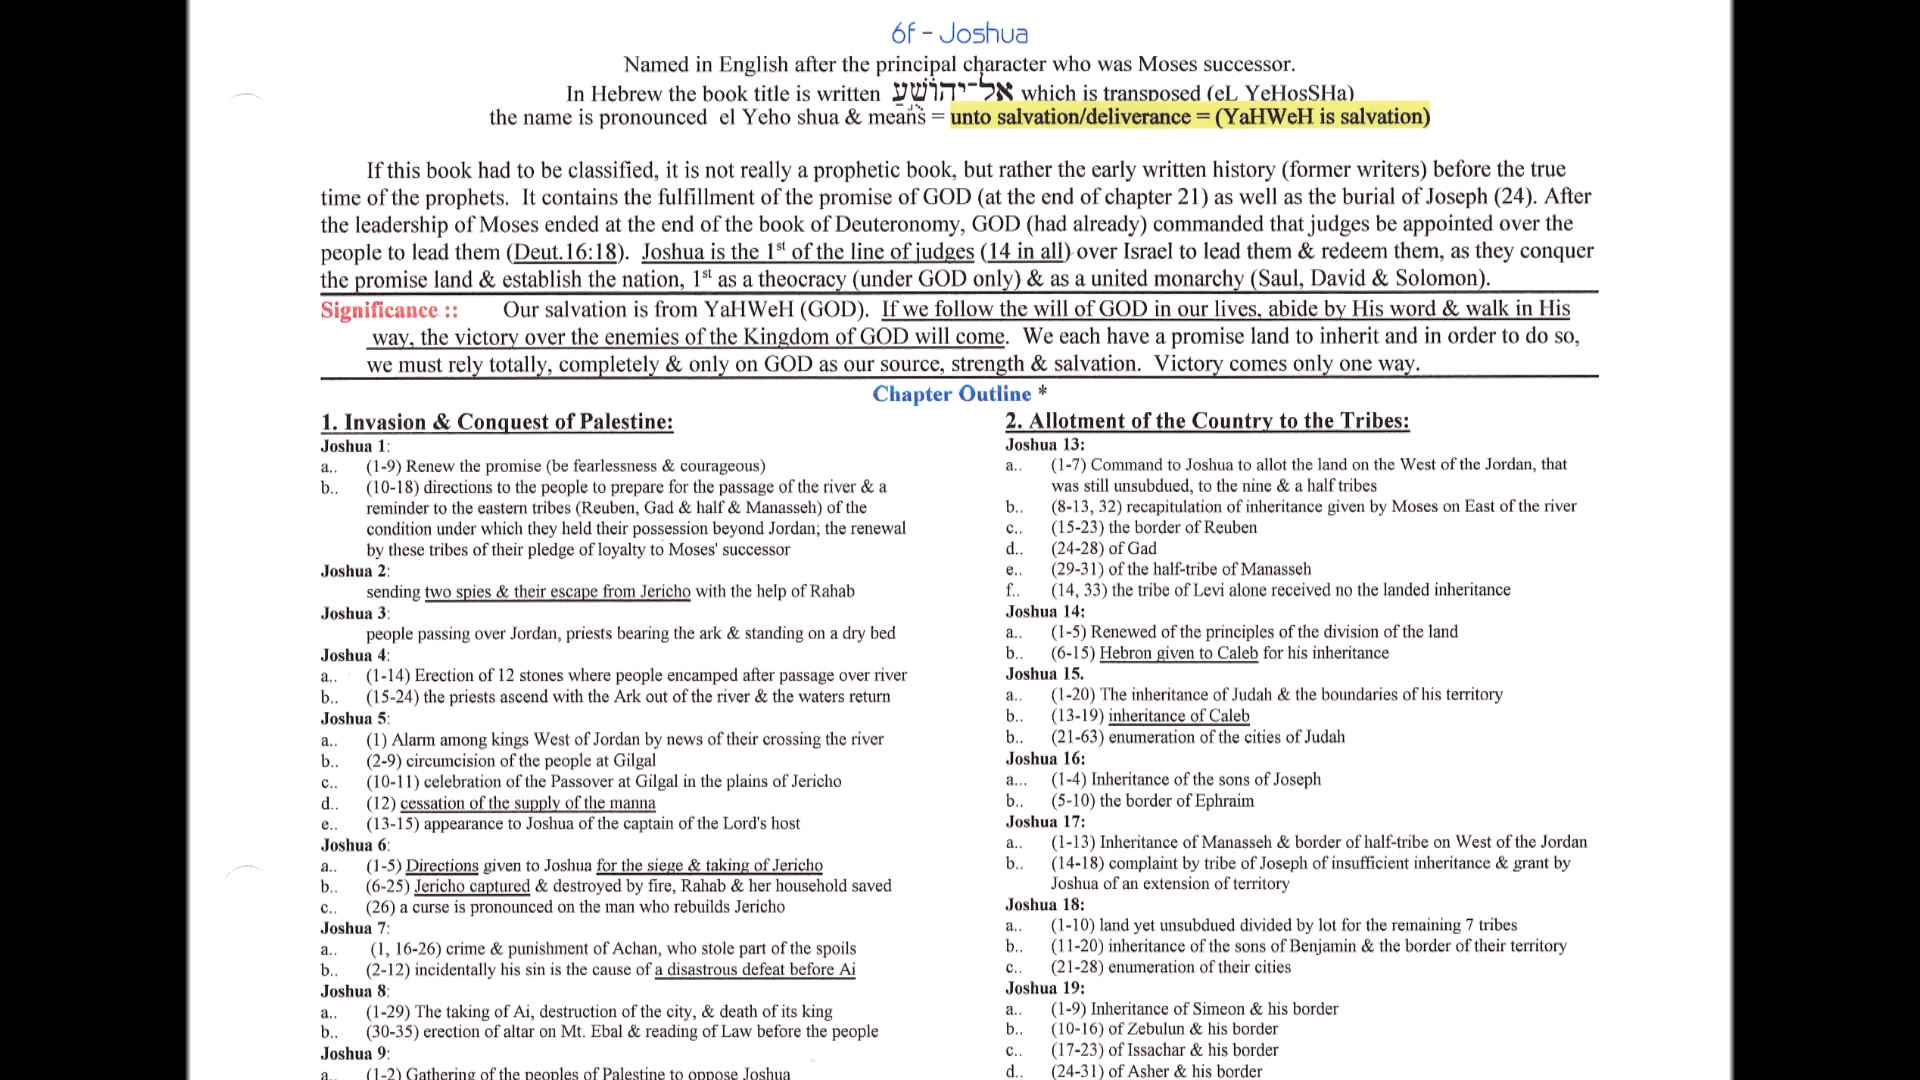 6f - Joshua
Named in English after the principal character who was Moses successor.
In Hebrew the book title is written אל־יהושע which is transposed (eL YeHosSHa)
the name is pronounced el Yeho shua & means = unto salvation/deliverance = (YaHWeH is salvation)
If this book had to be classified, it is not really a prophetic book, but rather the early written history (former writers) before the true
time of the prophets. It contains the fulfillment of the promise of GOD (at the end of chapter 21) as well as the burial of Joseph (24). After
the leadership of Moses ended at the end of the book of Deuteronomy, GOD (had already) commanded that judges be appointed over the
people to lead them (Deut.16:18). Joshua is the 1st of the line of judges (14 in all) over Israel to lead them & redeem them, as they conquer
the promise land & establish the nation, 1st as a theocracy (under GOD only) & as a united monarchy (Saul, David & Solomon).
Significance :: Our salvation is from YaHWeH (GOD). If we follow the will of GOD in our lives, abide by His word & walk in His
way, the victory over the enemies of the Kingdom of GOD will come. We each have a promise land to inherit and in order to do so,
we must rely totally, completely & only on GOD as our source, strength & salvation. Victory comes only one way.
Chapter Outline *
1. Invasion & Conquest of Palestine:
Joshua 1:
a.. (1-9) Renew the promise (be fearlessness & courageous)
b.. (10-18) directions to the people to prepare for the passage of the river & a
reminder to the eastern tribes (Reuben, Gad & half & Manasseh) of the
condition under which they held their possession beyond Jordan; the renewal
by these tribes of their pledge of loyalty to Moses' successor
Joshua 2:
sending two spies & their escape from Jericho with the help of Rahab
Joshua 3:
people passing over Jordan, priests bearing the ark & standing on a dry bed
Joshua 4:
a.. (1-14) Erection of 12 stones where people encamped after passage over river
b.. (15-24) the priests ascend with the Ark out of the river & the waters return
Joshua 5:
a.. (1) Alarm among kings West of Jordan by news of their crossing the river
b.. (2-9) circumcision of the people at Gilgal
c.. (10-11) celebration of the Passover at Gilgal in the plains of Jericho
d.. (12) cessation of the supply of the manna
e.. (13-15) appearance to Joshua of the captain of the Lord's host
Joshua 6:
a.. (1-5) Directions given to Joshua for the siege & taking of Jericho
b.. (6-25) Jericho captured & destroyed by fire, Rahab & her household saved
c.. (26) a curse is pronounced on the man who rebuilds Jericho
Joshua 7:
a.. (1, 16-26) crime & punishment of Achan, who stole part of the spoils
b.. (2-12) incidentally his sin is the cause of a disastrous defeat before Ai
Joshua 8:
a.. (1-29) The taking of Ai, destruction of the city, & death of its king
b.. (30-35) erection of altar on Mt. Ebal & reading of Law before the people
Joshua 9:
a.. (1-2) Gathering of the peoples of Palestine to oppose Joshua
2. Allotment of the Country to the Tribes:
Joshua 13:
a.. (1-7) Command to Joshua to allot the land on the West of the Jordan, that
was still unsubdued, to the nine & a half tribes
b.. (8-13, 32) recapitulation of inheritance given by Moses on East of the river
c.. (15-23) the border of Reuben
d.. (24-28) of Gad
e.. (29-31) of the half-tribe of Manasseh
f.. (14, 33) the tribe of Levi alone received no the landed inheritance
Joshua 14:
a.. (1-5) Renewed of the principles of the division of the land
b.. (6-15) Hebron given to Caleb for his inheritance
Joshua 15.
a.. (1-20) The inheritance of Judah & the boundaries of his territory
b.. (13-19) inheritance of Caleb
b.. (21-63) enumeration of the cities of Judah
Joshua 16:
a... (1-4) Inheritance of the sons of Joseph
b.. (5-10) the border of Ephraim
Joshua 17:
a.. (1-13) Inheritance of Manasseh & border of half-tribe on West of the Jordan
b.. (14-18) complaint by tribe of Joseph of insufficient inheritance & grant by
Joshua of an extension of territory
Joshua 18:
a.. (1-10) land yet unsubdued divided by lot for the remaining 7 tribes
b.. (11-20) inheritance of the sons of Benjamin & the border of their territory
c.. (21-28) enumeration of their cities
Joshua 19:
a.. (1-9) Inheritance of Simeon & his border
b.. (10-16) of Zebulun & his border
c.. (17-23) of Issachar & his border
d.. (24-31) of Asher & his border